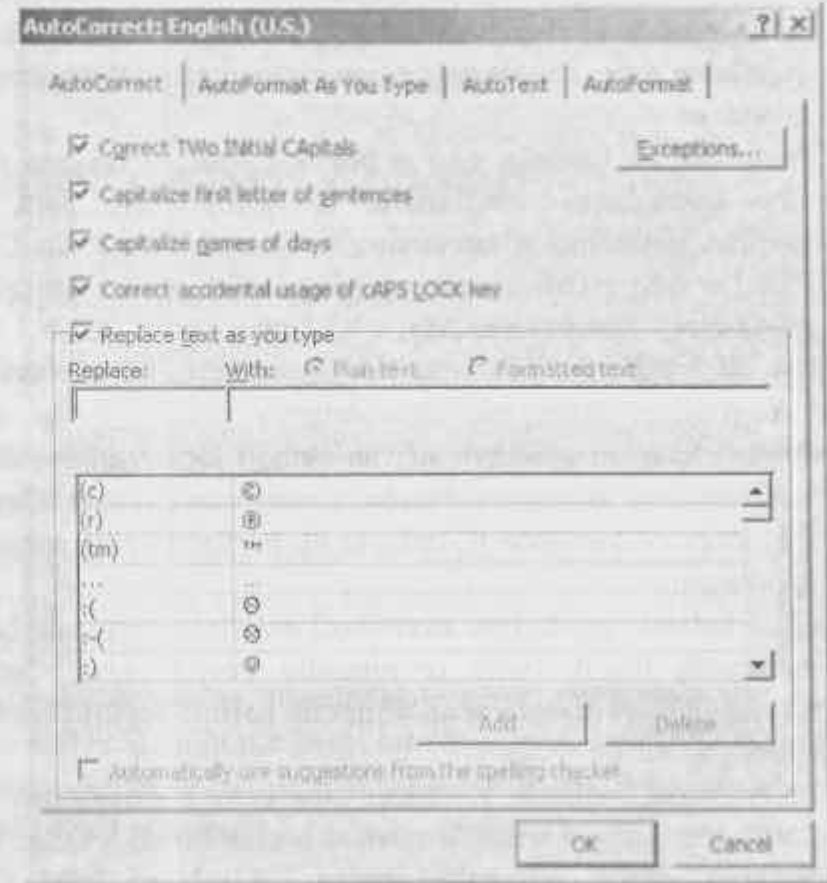 AutoCorrect: English (U.S.)
AutoCorrect AutoFormat As You Type AutoText AutoFormat
Correct TWo INitial CApitals Exceptions...
Capitalize first letter of sentences
Capitalize names of days
Correct accidental usage of cAPS LOCK key
Replace text as you type
Replace: With: Plain text Formatted text
(c) ©
(r) ®
(tm) ™
... ...
:( ☹
:-( ☹
:) ☺
Add Delete
Automatically use suggestions from the spelling checker
OK Cancel